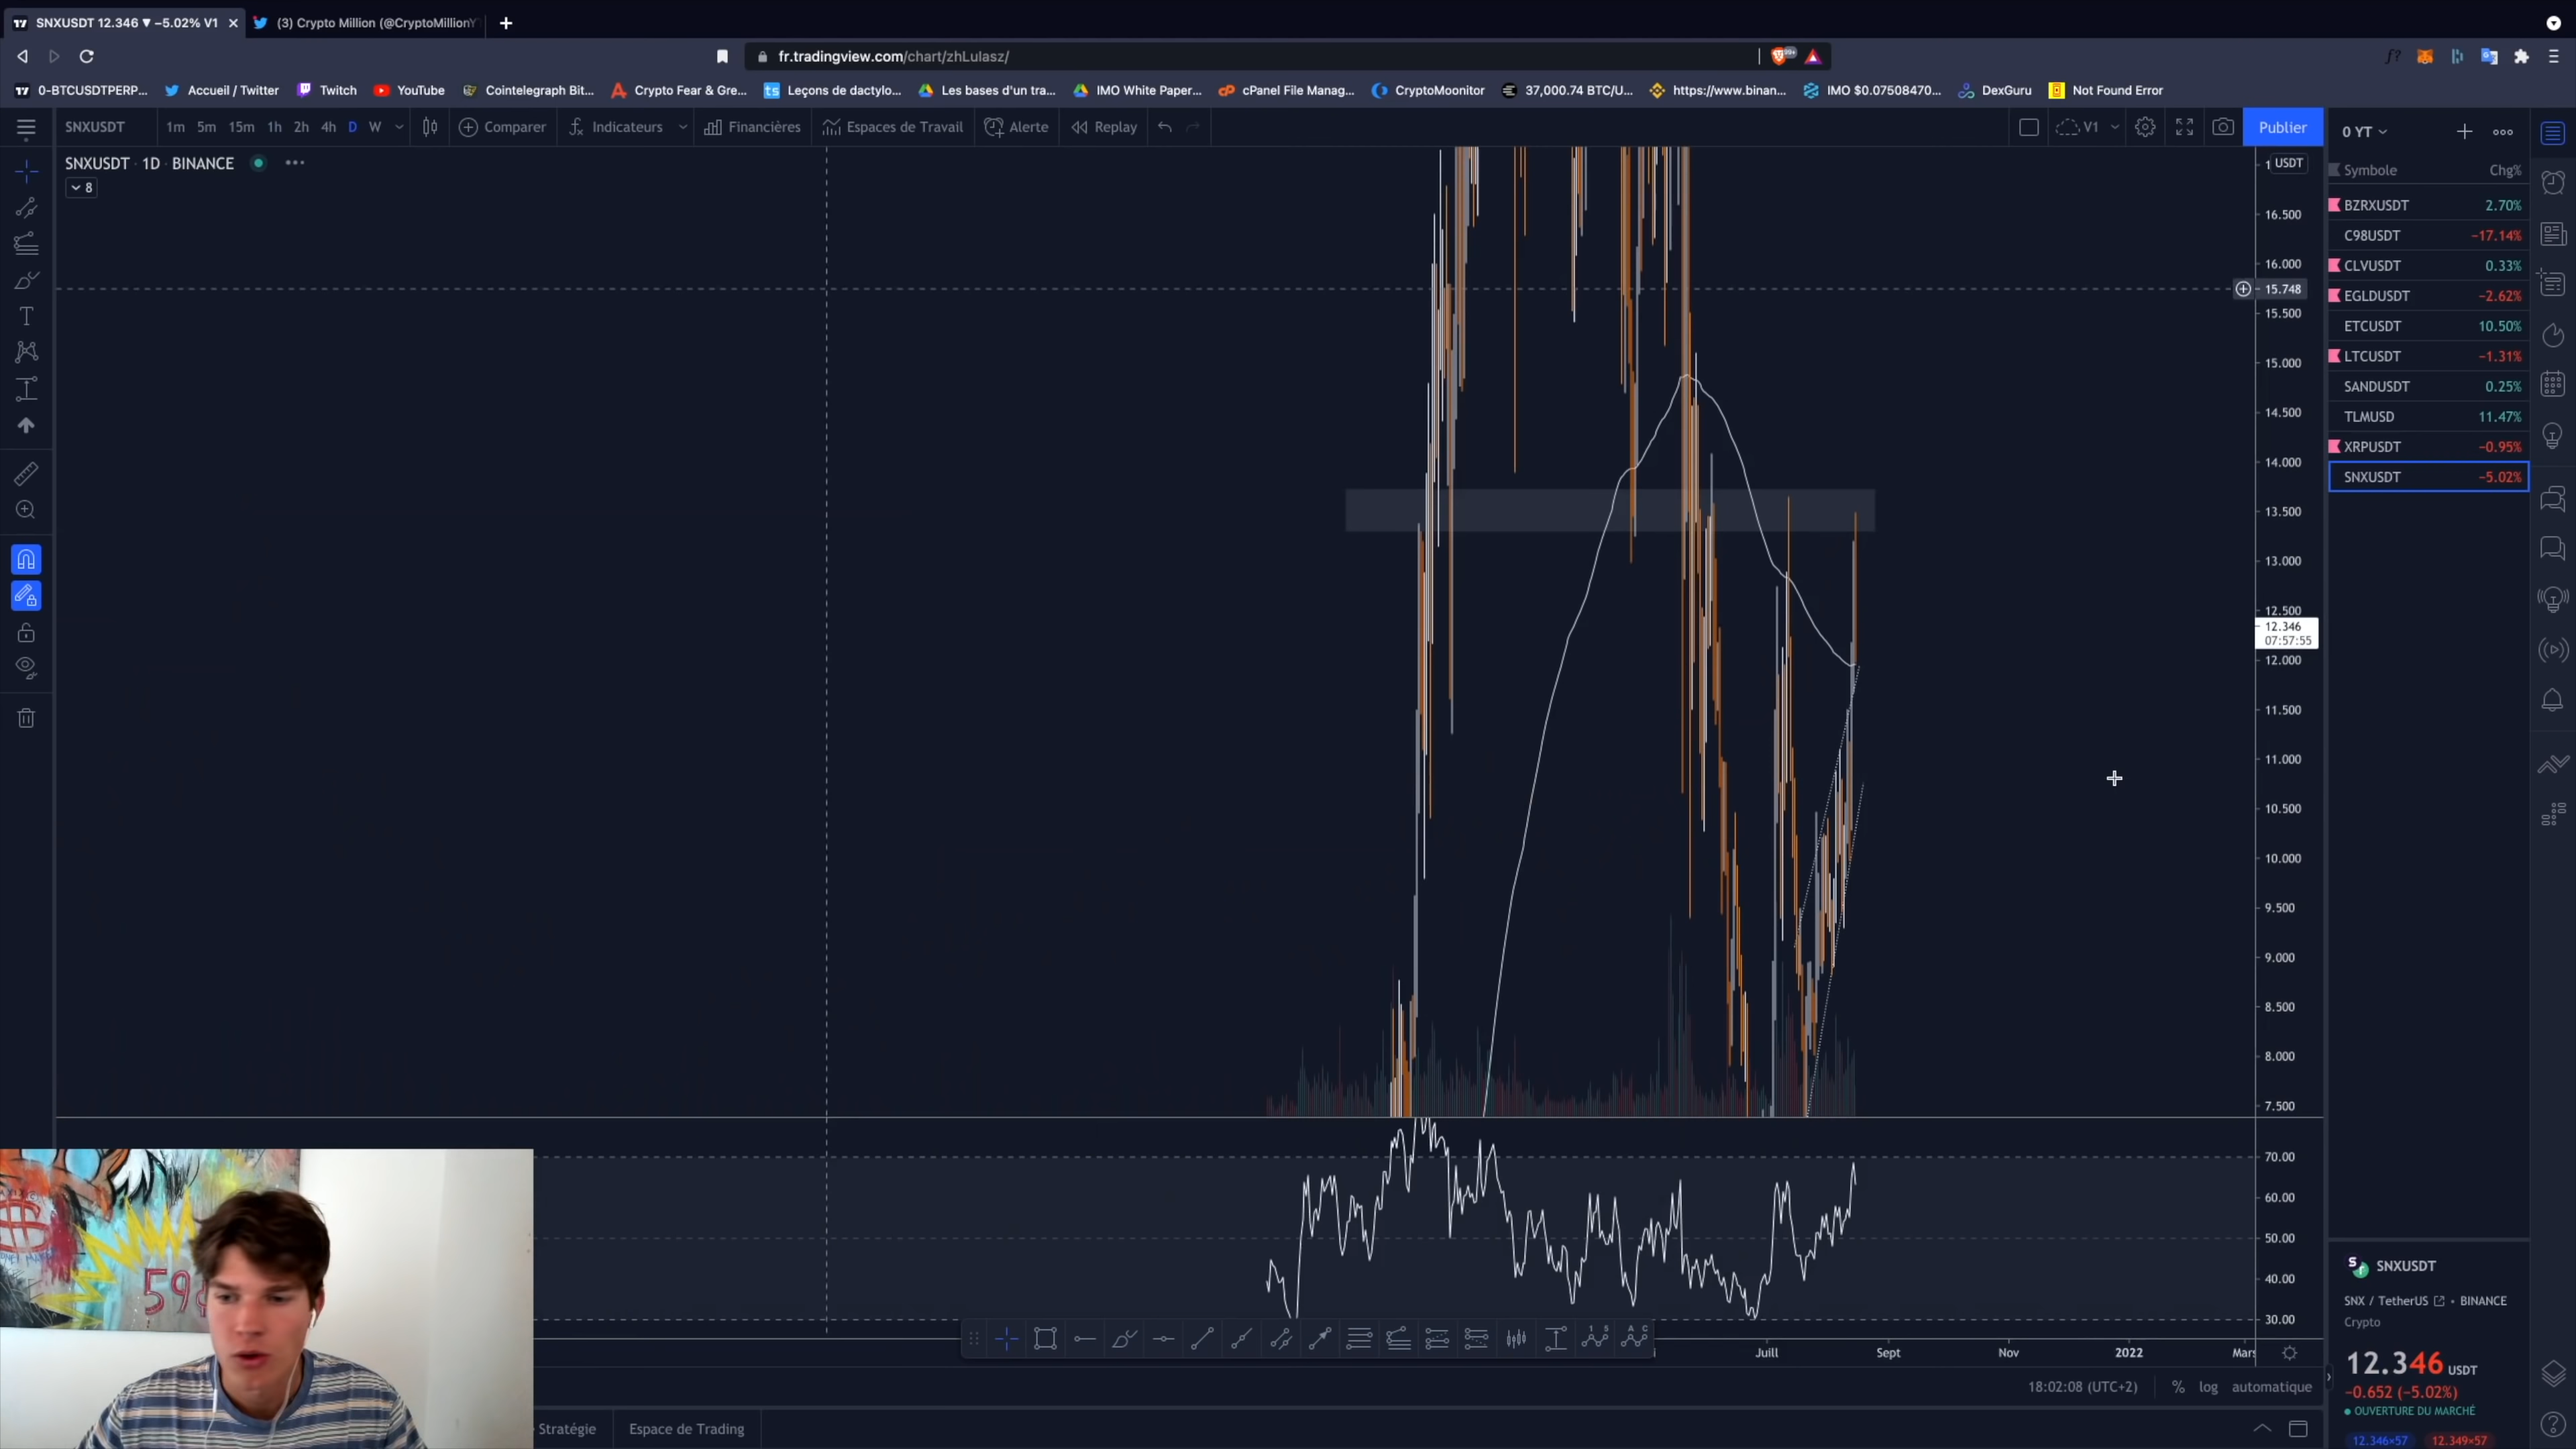 SNXUSDT 12.346 ▼ −5.02% V1
(3) Crypto Million (@CryptoMillionY
fr.tradingview.com/chart/zhLulasz/
99+
0-BTCUSDTPERP...
Accueil / Twitter
Twitch
YouTube
Cointelegraph Bit...
Crypto Fear & Gre...
Leçons de dactylo...
Les bases d'un tra...
IMO White Paper...
cPanel File Manag...
CryptoMoonitor
37,000.74 BTC/U...
https://www.binan...
IMO $0.07508470...
DexGuru
Not Found Error
SNXUSDT 1m 5m 15m 1h 2h 4h D W Comparer Indicateurs Financières Espaces de Travail Alerte Replay V1 Publier
SNXUSDT · 1D · BINANCE
8
USDT
16.500
16.000
15.748
15.500
15.000
14.500
14.000
13.500
13.000
12.500
12.346
07:57:55
12.000
11.500
11.000
10.500
10.000
9.500
9.000
8.500
8.000
7.500
70.00
60.00
50.00
40.00
30.00
Juill Sept Nov 2022 Mars
18:02:08 (UTC+2) % log automatique
Stratégie Espace de Trading
0 YT
Symbole Chg%
BZRXUSDT 2.70%
C98USDT −17.14%
CLVUSDT 0.33%
EGLDUSDT −2.62%
ETCUSDT 10.50%
LTCUSDT −1.31%
SANDUSDT 0.25%
TLMUSD 11.47%
XRPUSDT −0.95%
SNXUSDT −5.02%
SNXUSDT
SNX / TetherUS • BINANCE
Crypto
12.346 USDT
−0.652 (−5.02%)
OUVERTURE DU MARCHÉ
12.346×57 12.349×57